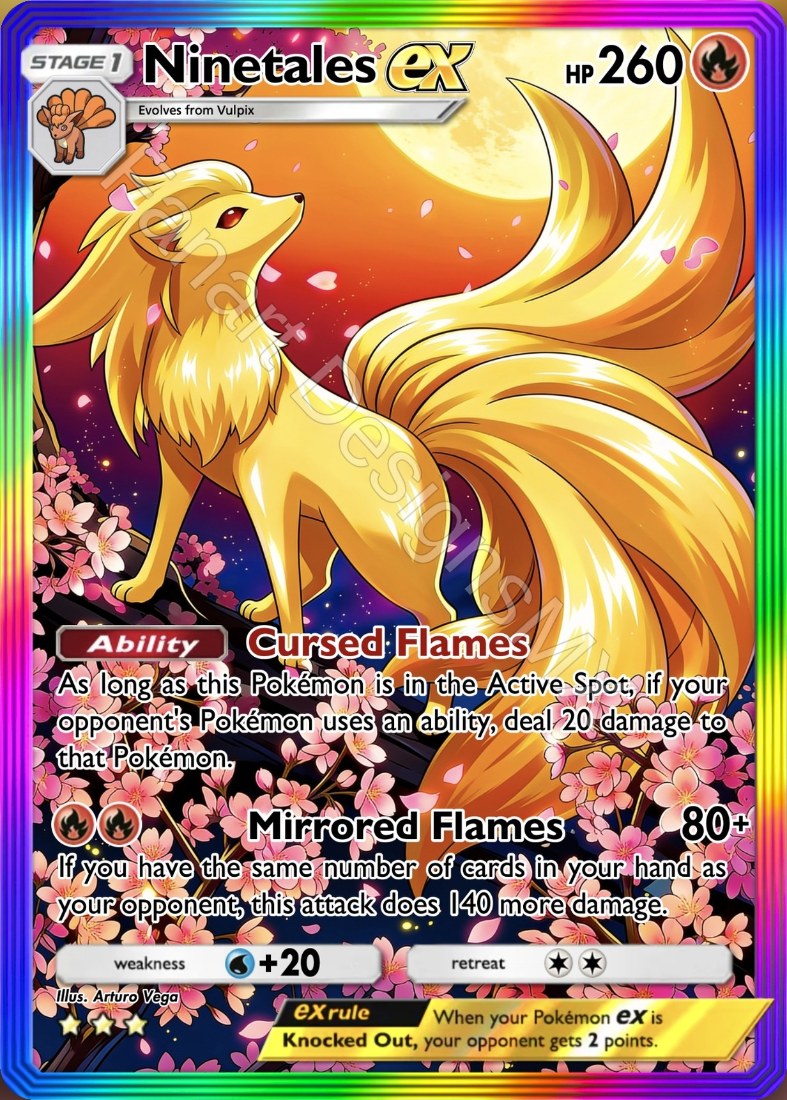 STAGE 1 Ninetales ex HP 260
Evolves from Vulpix
Fanart DesignsMX
Ability Cursed Flames
As long as this Pokémon is in the Active Spot, if your
opponent's Pokémon uses an ability, deal 20 damage to
that Pokémon.
Mirrored Flames 80+
If you have the same number of cards in your hand as
your opponent, this attack does 140 more damage.
weakness +20 retreat
Illus. Arturo Vega
ex rule When your Pokémon ex is
Knocked Out, your opponent gets 2 points.